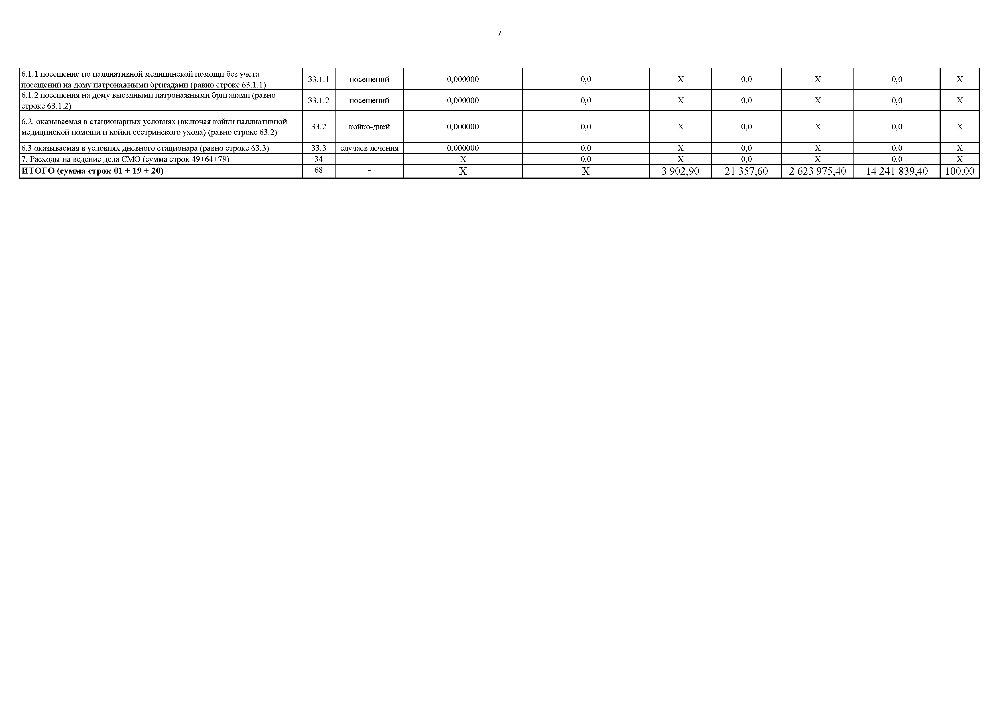 7
6.1.1 посещение по паллиативной медицинской помощи без учета
посещений на дому патронажными бригадами (равно строке 63.1.1) 33.1.1 посещений 0,000000 0,0 X 0,0 X 0,0 X
6.1.2 посещения на дому выездными патронажными бригадами (равно
строке 63.1.2) 33.1.2 посещений 0,000000 0,0 X 0,0 X 0,0 X
6.2. оказываемая в стационарных условиях (включая койки паллиативной
медицинской помощи и койки сестринского ухода) (равно строке 63.2) 33.2 койко-дней 0,000000 0,0 X 0,0 X 0,0 X
6.3 оказываемая в условиях дневного стационара (равно строке 63.3) 33.3 случаев лечения 0,000000 0,0 X 0,0 X 0,0 X
7. Расходы на ведение дела СМО (сумма строк 49+64+79) 34 X 0,0 X 0,0 X 0,0 X
ИТОГО (сумма строк 01 + 19 + 20) 68 - X X 3 902,90 21 357,60 2 623 975,40 14 241 839,40 100,00